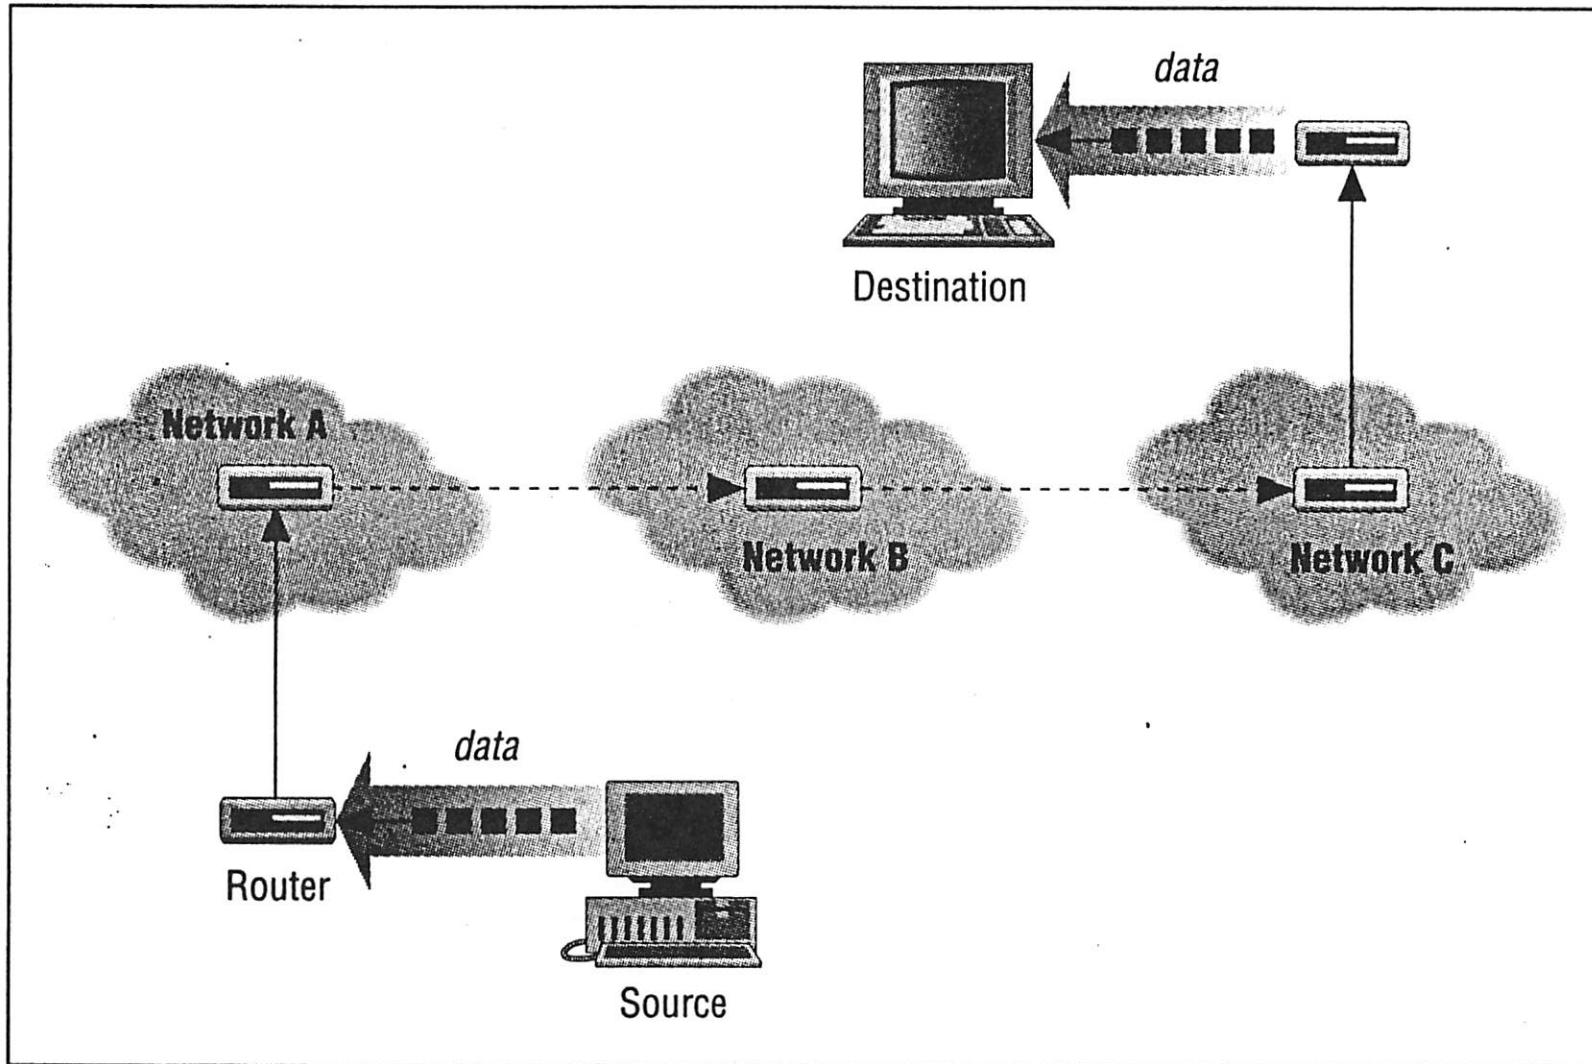 data
Destination
Network A
Network B
Network C
data
Router
Source